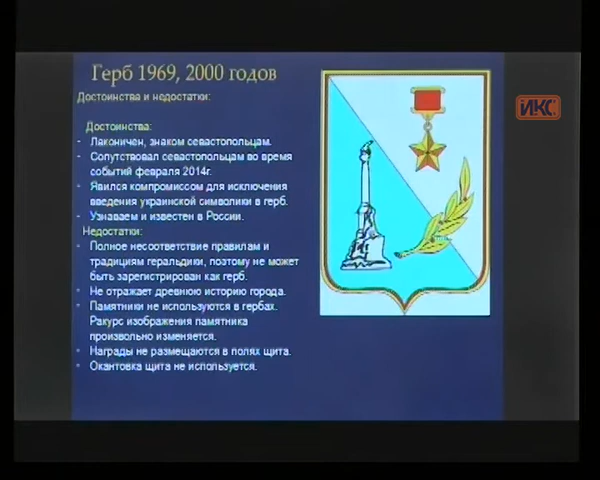 Герб 1969, 2000 годов
Достоинства и недостатки:
ИКС
Достоинства:
- Лаконичен, знаком севастопольцам.
- Сопутствовал севастопольцам во время
событий февраля 2014г.
- Явился компромиссом для исключения
введения украинской символики в герб.
- Узнаваем и известен в России.
Недостатки:
- Полное несоответствие правилам и
традициям геральдики, поэтому не может
быть зарегистрирован как герб.
- Не отражает древнюю историю города.
- Памятники не используются в гербах.
Ракурс изображения памятника
произвольно изменяется.
- Награды не размещаются в полях щита.
- Окантовка щита не используется.